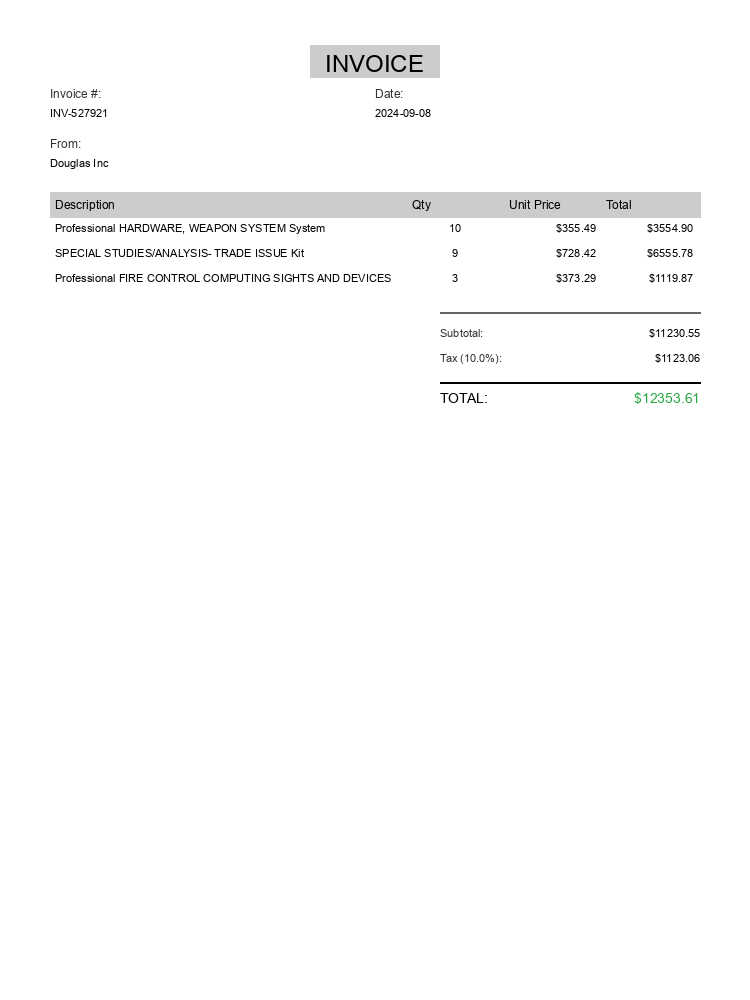 INVOICE
Invoice #: Date:
INV-527921 2024-09-08
From:
Douglas Inc
Description Qty Unit Price Total
Professional HARDWARE, WEAPON SYSTEM System 10 $355.49 $3554.90
SPECIAL STUDIES/ANALYSIS- TRADE ISSUE Kit 9 $728.42 $6555.78
Professional FIRE CONTROL COMPUTING SIGHTS AND DEVICES 3 $373.29 $1119.87
Subtotal: $11230.55
Tax (10.0%): $1123.06
TOTAL: $12353.61